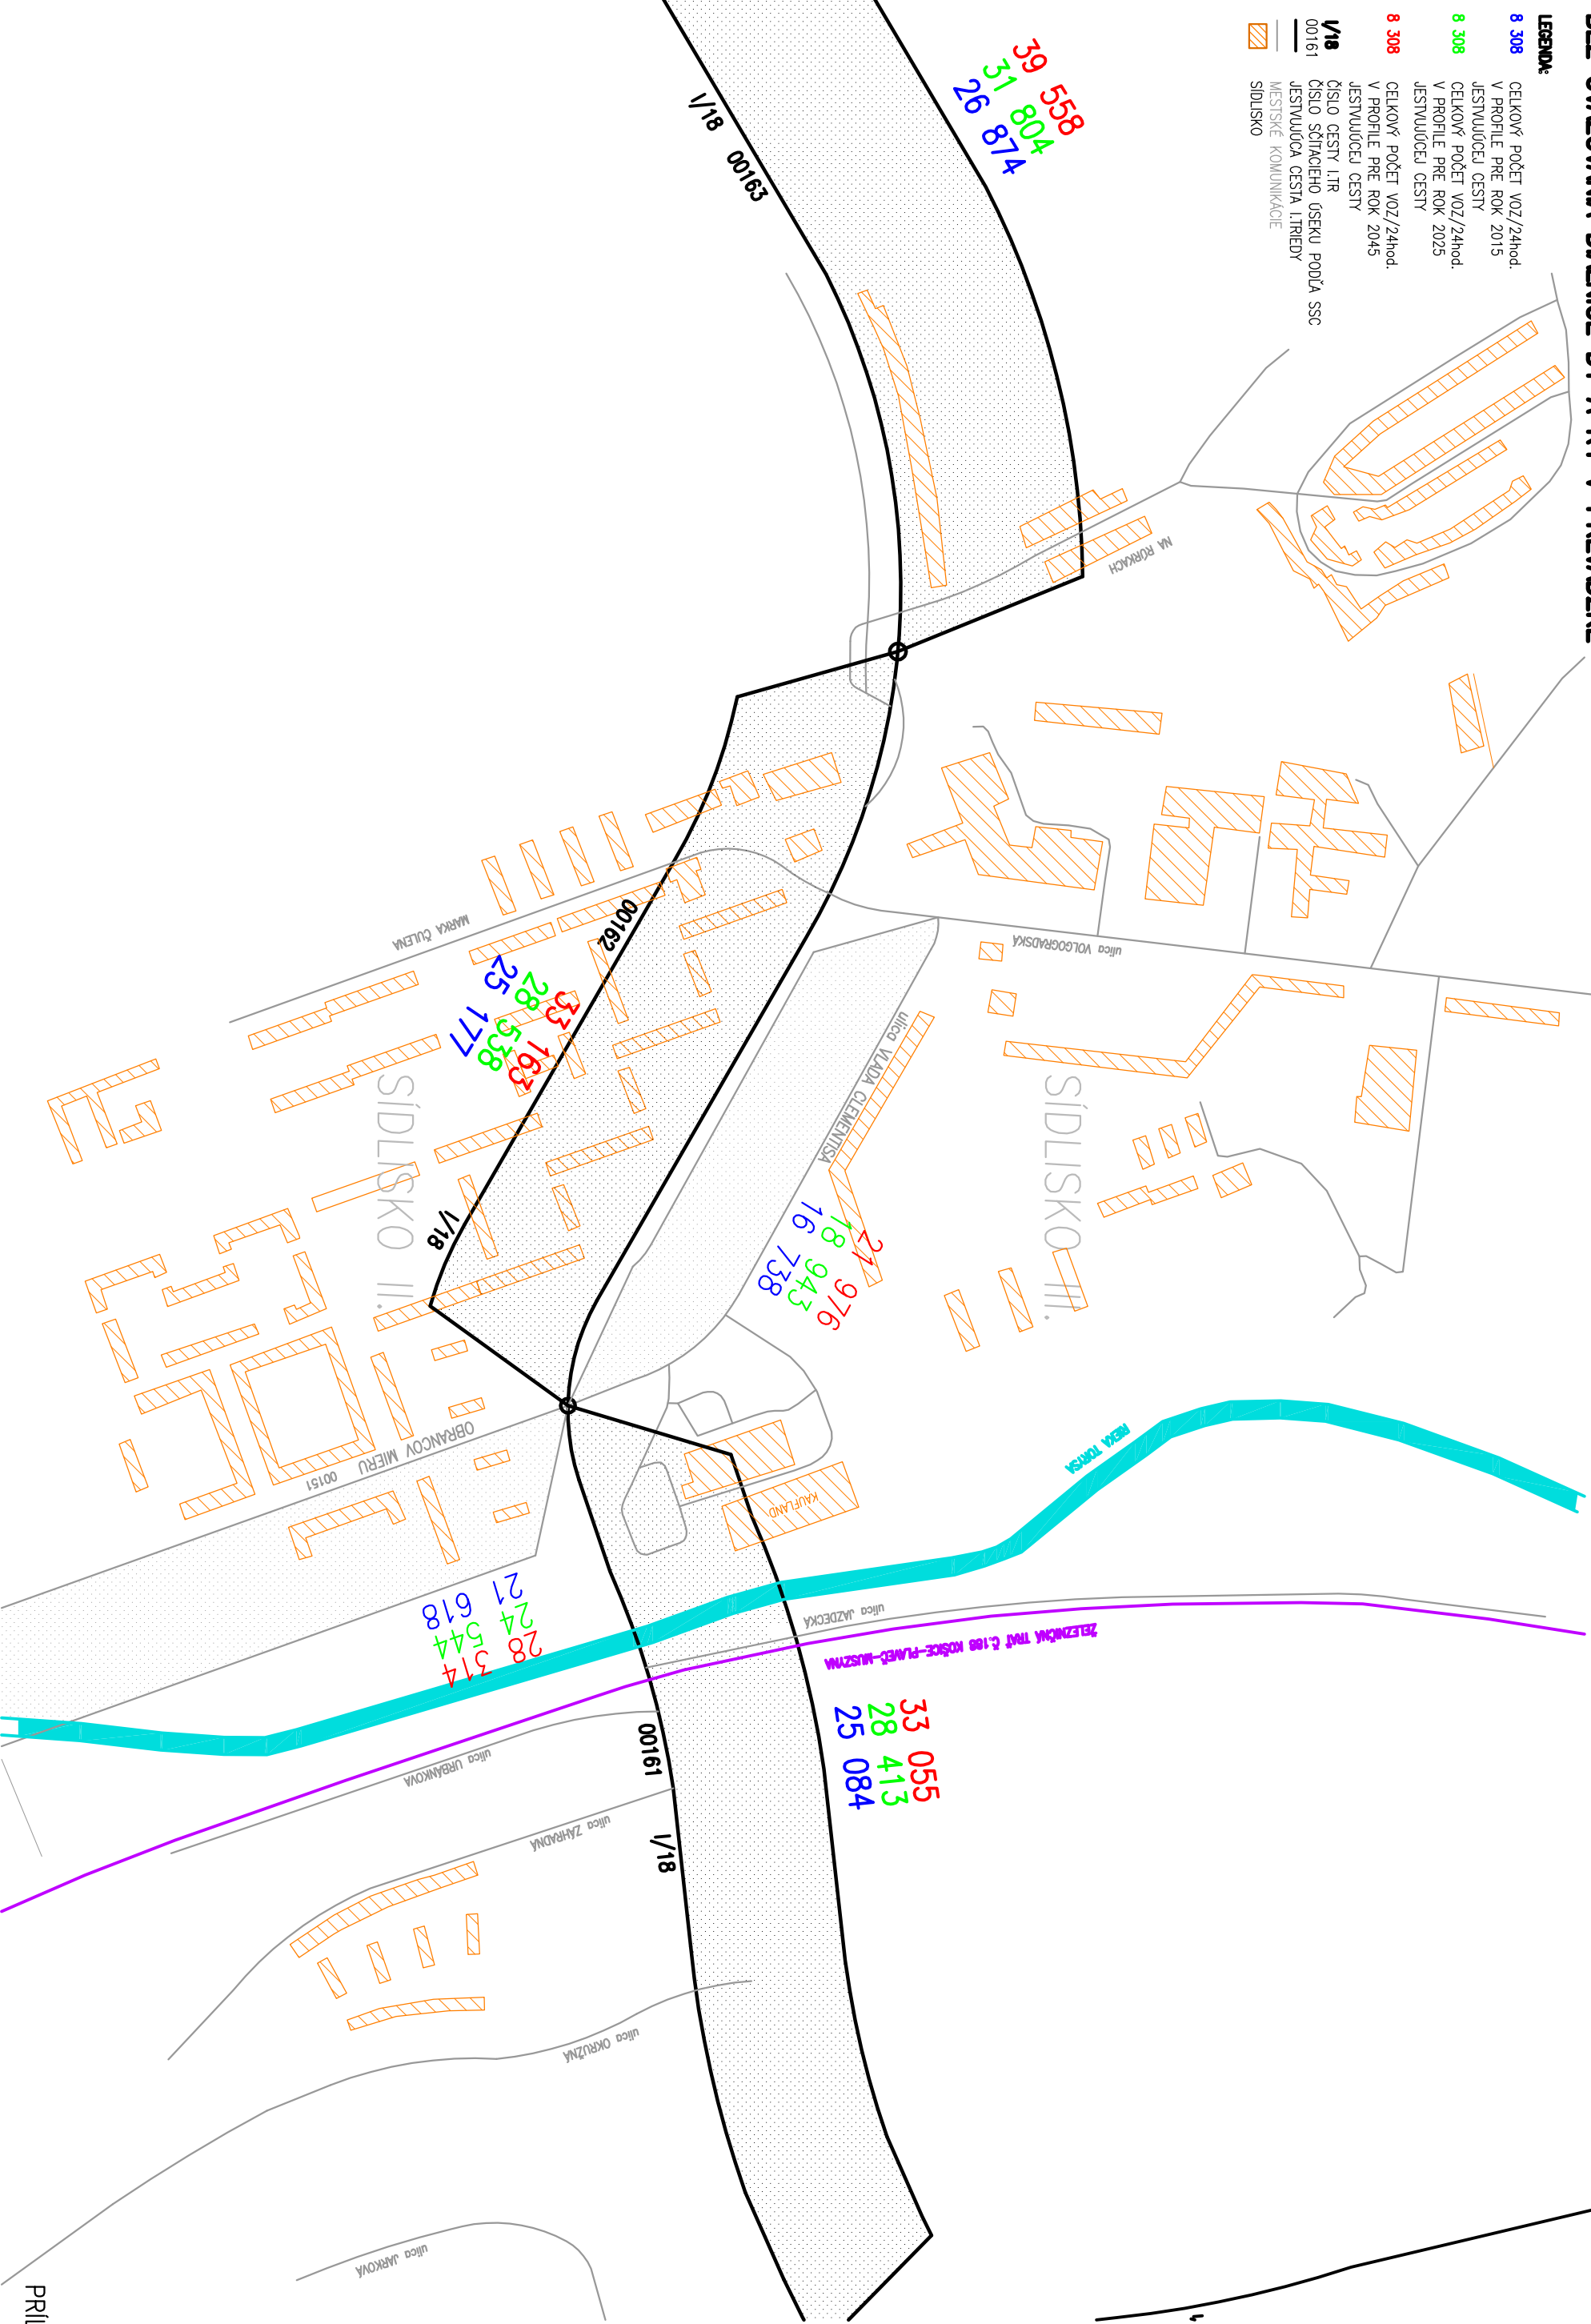 LEGENDA:
8 308 CELKOVÝ POČET VOZ/24hod.
V PROFILE PRE ROK 2015
JESTVUJÚCEJ CESTY
8 308 CELKOVÝ POČET VOZ/24hod.
V PROFILE PRE ROK 2025
JESTVUJÚCEJ CESTY
8 308 CELKOVÝ POČET VOZ/24hod.
V PROFILE PRE ROK 2045
JESTVUJÚCEJ CESTY
I/18 ČÍSLO CESTY I.TR
00161 ČÍSLO SČÍTACIEHO ÚSEKU PODĽA SSC
JESTVUJÚCA CESTA I.TRIEDY
MESTSKÉ KOMUNIKÁCIE
SÍDLISKO
39 558
31 804
26 874
I/18 00163
NA RÚRKACH
ulica VOLGOGRADSKÁ
MARKA ČULENA
00162
33 163
28 538
25 177
I/18
SÍDLISKO II.
SÍDLISKO III.
ulica VLADA CLEMENTISA
21 976
18 943
16 738
OBRANCOV MIERU 00151
KAUFLAND
RIEKA TORYSA
ulica JAZDECKÁ
ŽELEZNIČNÁ TRAŤ Č.188 KOŠICE-PLAVEČ-MUSZYNA
21 618
24 544
28 314
33 055
28 413
25 084
00161
I/18
ulica URBÁNKOVA
ulica ZÁHRADNÁ
ulica OKRUŽNÁ
ulica JARKOVÁ
PRÍL